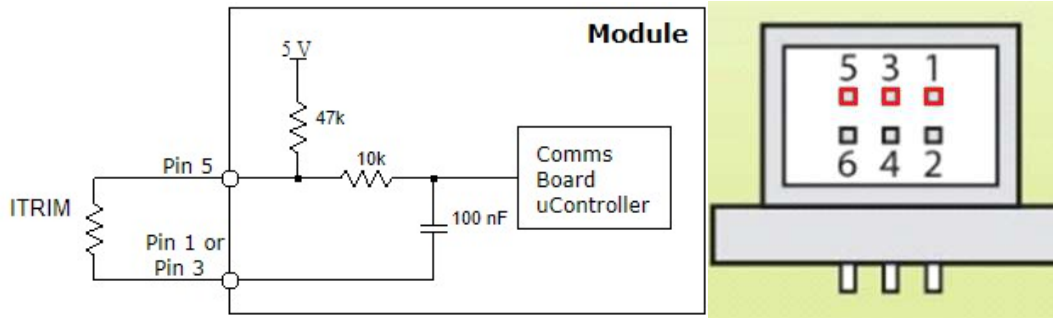 Module
5 V
47k
10k
Pin 5
ITRIM
Pin 1 or
Pin 3
100 nF
Comms
Board
uController
5 3 1
6 4 2